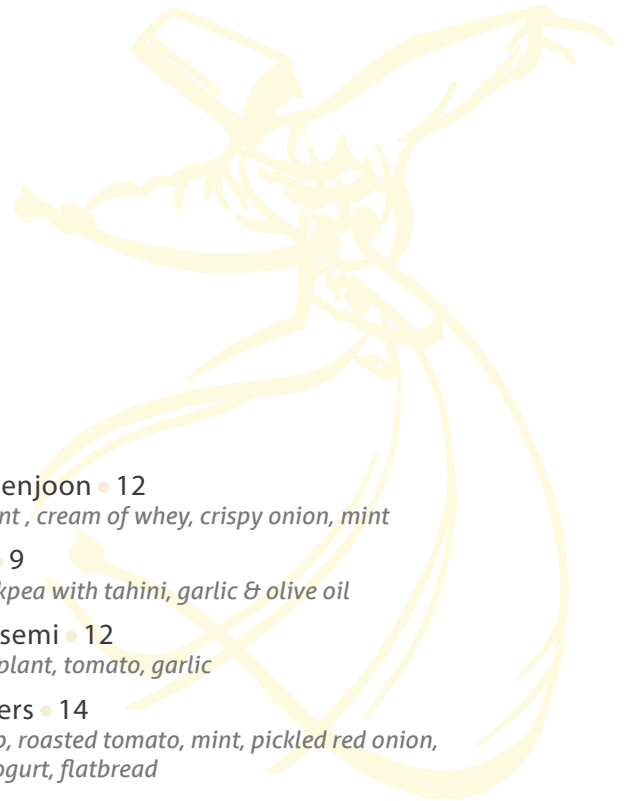 enjoon • 12
nt , cream of whey, crispy onion, mint
9
kpea with tahini, garlic & olive oil
semi • 12
plant, tomato, garlic
ers • 14
o, roasted tomato, mint, pickled red onion,
ogurt, flatbread